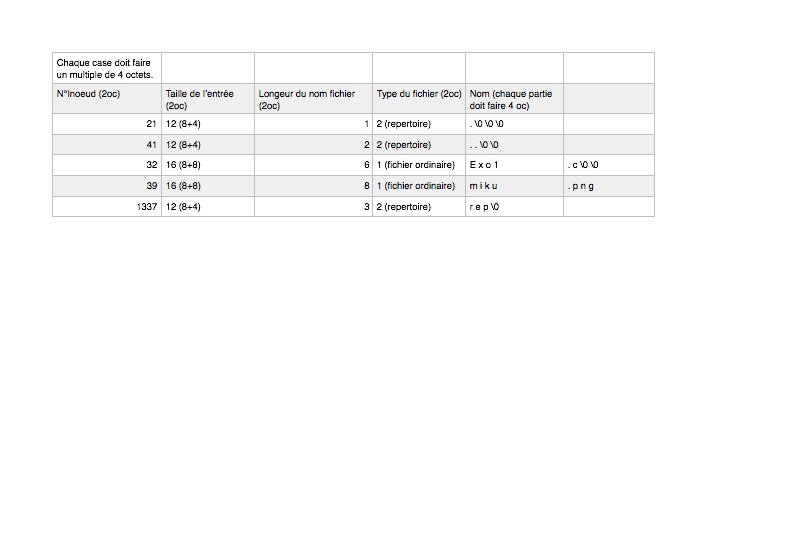 Chaque case doit faire
un multiple de 4 octets.
N°Inoeud (2oc) Taille de l'entrée (2oc) Longeur du nom fichier (2oc) Type du fichier (2oc) Nom (chaque partie doit faire 4 oc)
21 12 (8+4) 1 2 (repertoire) . \0 \0 \0
41 12 (8+4) 2 2 (repertoire) . . \0 \0
32 16 (8+8) 6 1 (fichier ordinaire) E x o 1 . c \0 \0
39 16 (8+8) 8 1 (fichier ordinaire) m i k u . p n g
1337 12 (8+4) 3 2 (repertoire) r e p \0